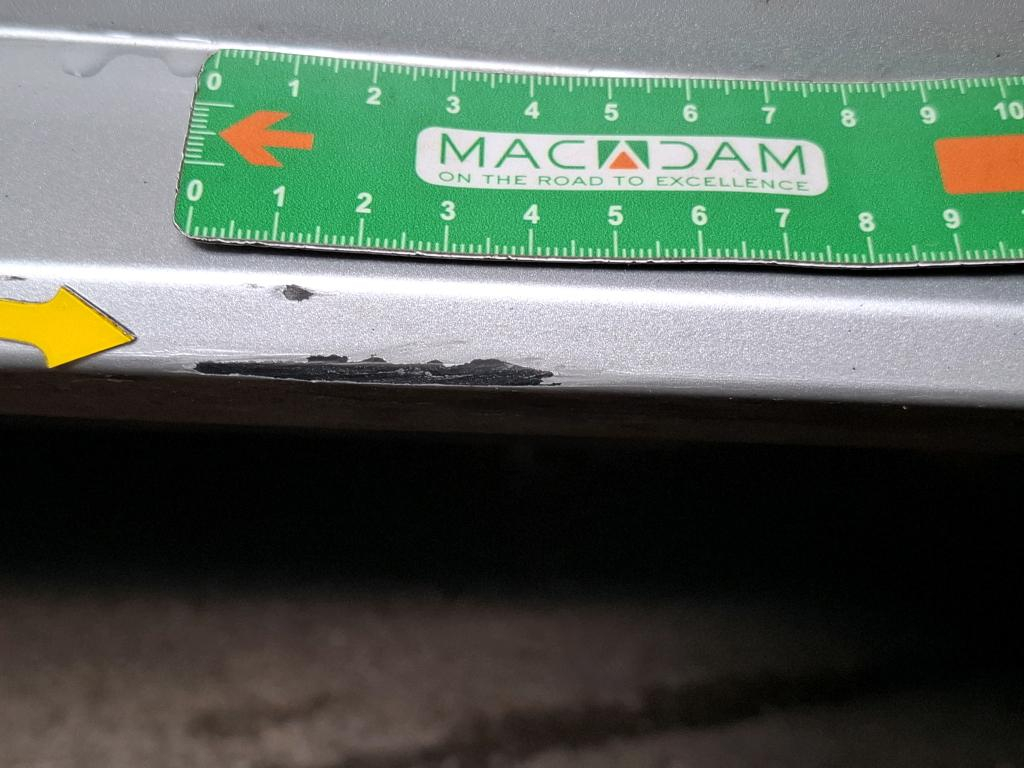 0 1 2 3 4 5 6 7 8 9 10
MACADAM
ON THE ROAD TO EXCELLENCE
0 1 2 3 4 5 6 7 8 9